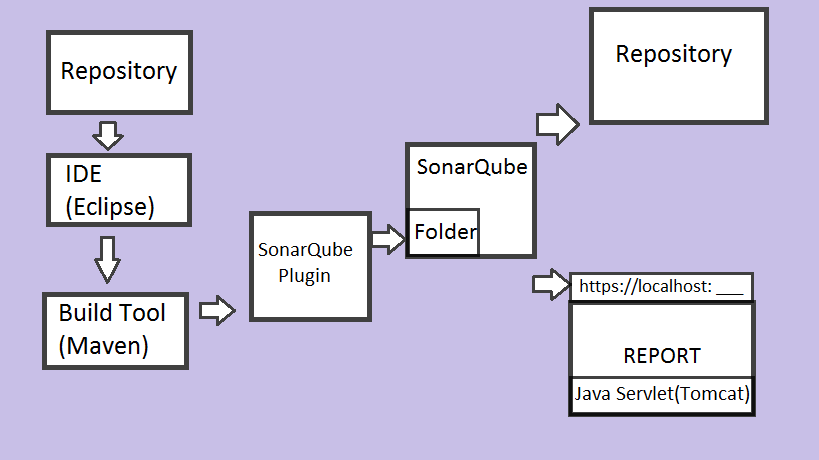 Repository
IDE
(Eclipse)
Build Tool
(Maven)
SonarQube
Plugin
SonarQube
Folder
Repository
https://localhost: ___
REPORT
Java Servlet(Tomcat)